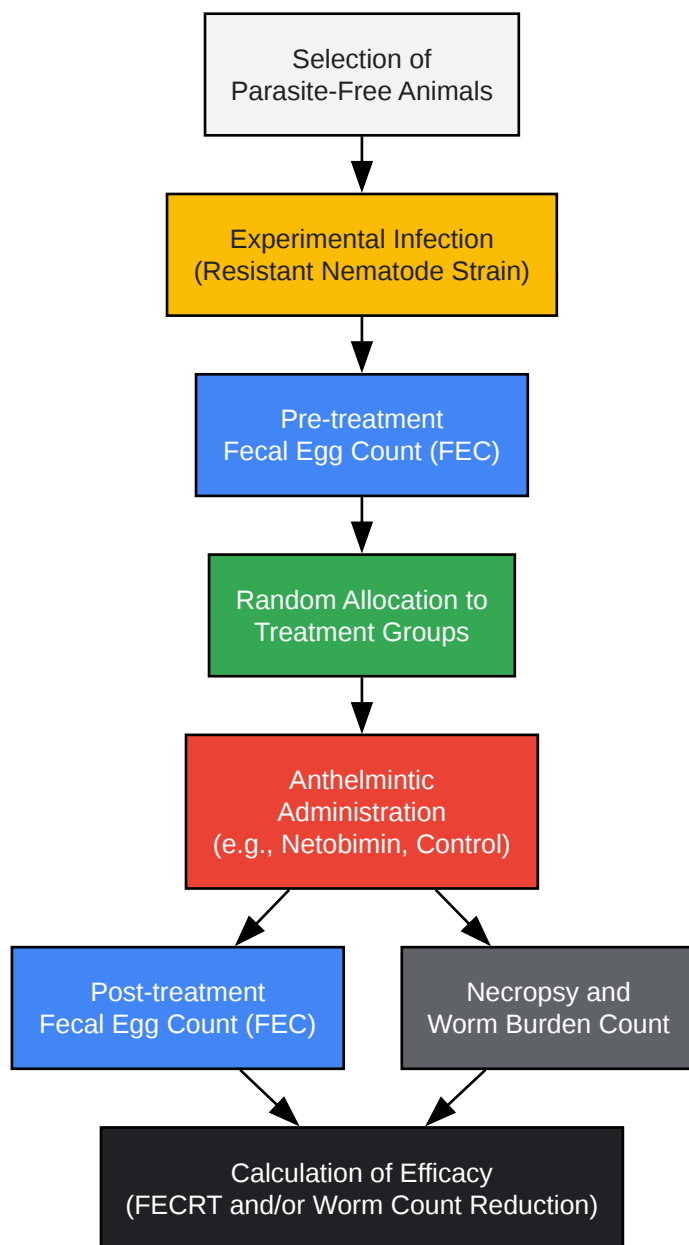 Selection of
Parasite-Free Animals
Experimental Infection
(Resistant Nematode Strain)
Pre-treatment
Fecal Egg Count (FEC)
Random Allocation to
Treatment Groups
Anthelmintic
Administration
(e.g., Netobimin, Control)
Post-treatment
Fecal Egg Count (FEC)
Necropsy and
Worm Burden Count
Calculation of Efficacy
(FECRT and/or Worm Count Reduction)